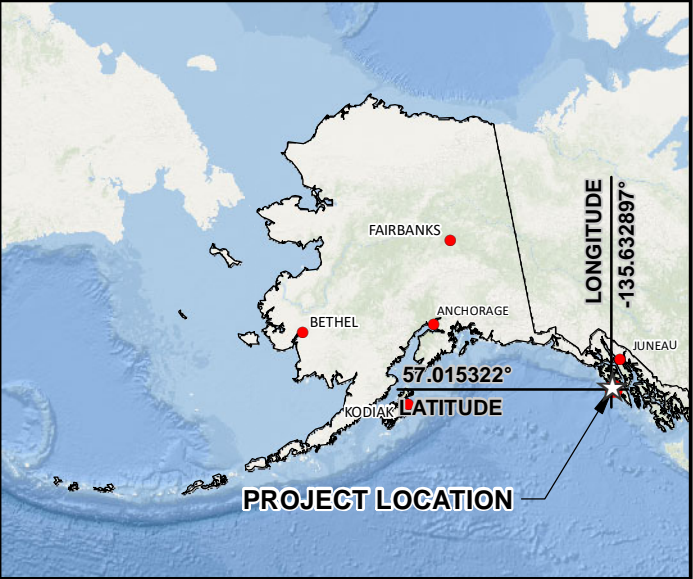 FAIRBANKS
LONGITUDE
-135.632897°
ANCHORAGE
BETHEL
JUNEAU
57.015322°
KODIAK
LATITUDE
PROJECT LOCATION